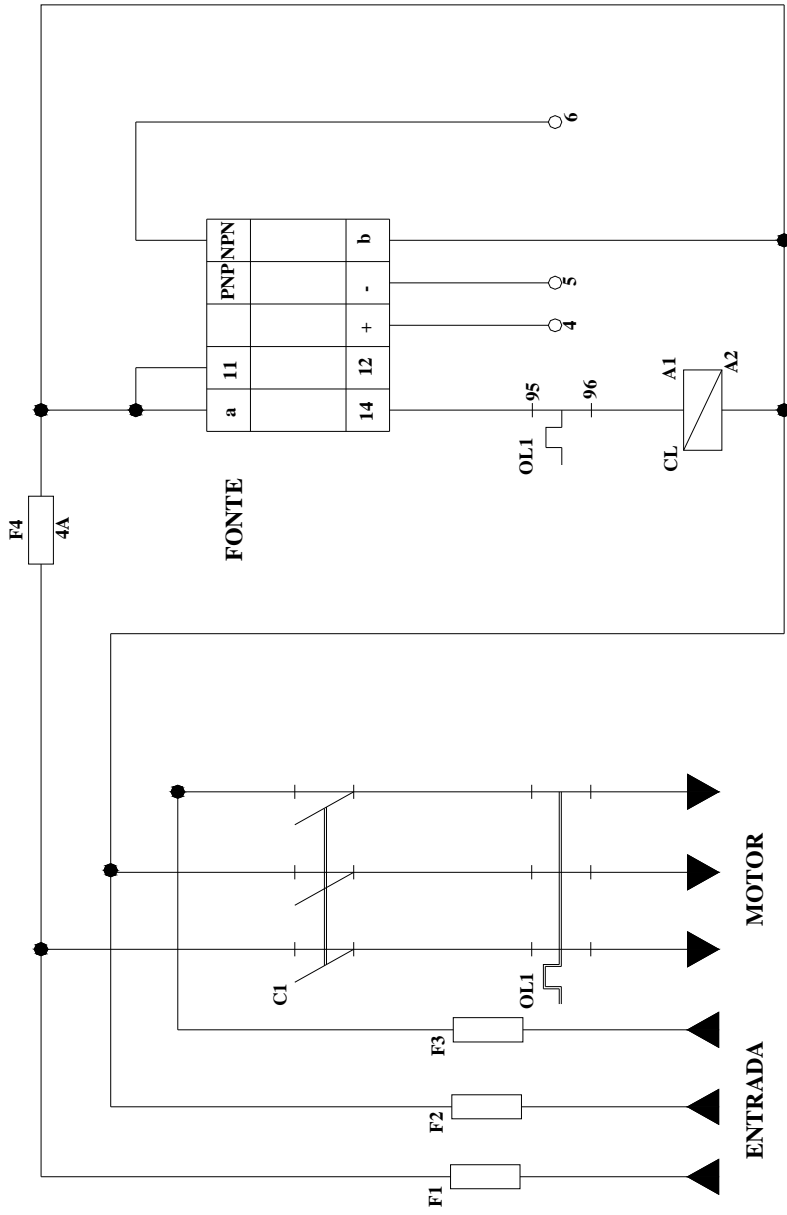 F4
4A
FONTE
a
11
PNP
NPN
14
12
+
-
b
6
5
4
OL1
95
96
CL
A1
A2
C1
OL1
F1
F2
F3
ENTRADA
MOTOR